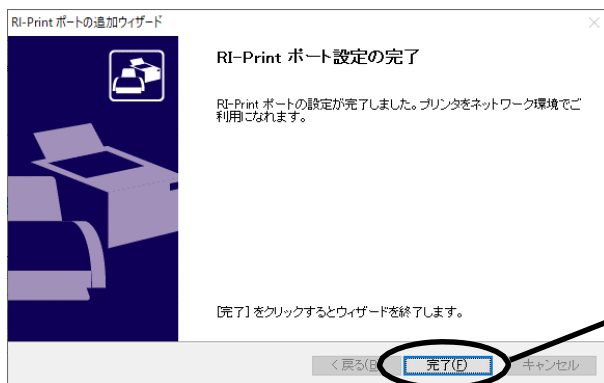 RI-Print ポートの追加ウィザード
RI-Print ポート設定の完了
RI-Print ポートの設定が完了しました。プリンタをネットワーク環境でご
利用になれます。
[完了] をクリックするとウィザードを終了します。
< 戻る(B
完了(F)
キャンセル